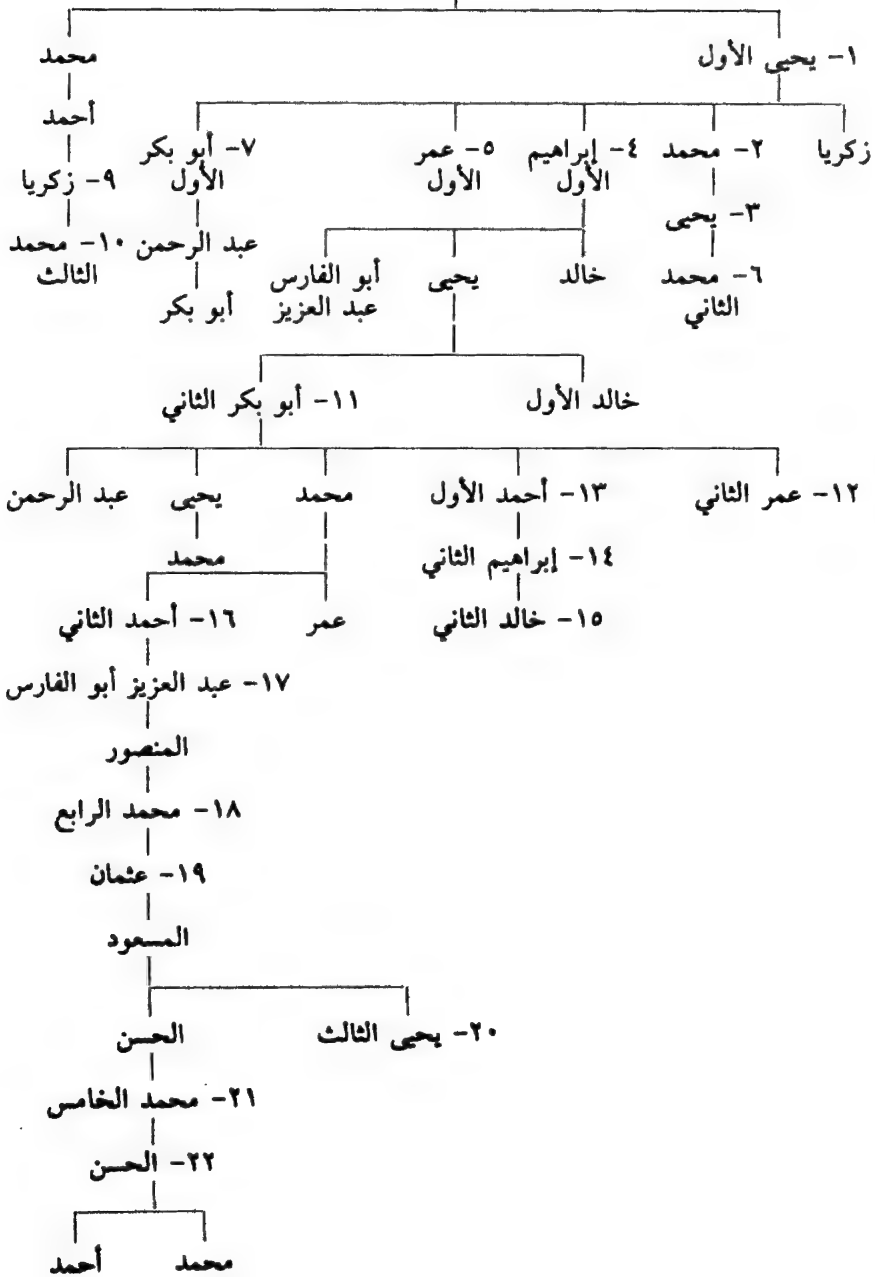 ١- يحيى الأول محمد
أحمد
زكريا ٢- محمد ٤- إبراهيم ٥- عمر ٧- أبو بكر
الأول الأول الأول
٩- زكريا
٣- يحيى
عبد الرحمن ١٠- محمد
الثالث
٦- محمد خالد يحيى أبو الفارس
الثاني عبد العزيز
أبو بكر
خالد الأول ١١- أبو بكر الثاني
١٢- عمر الثاني ١٣- أحمد الأول محمد يحيى عبد الرحمن
١٤- إبراهيم الثاني محمد
١٥- خالد الثاني عمر ١٦- أحمد الثاني
١٧- عبد العزيز أبو الفارس
المنصور
١٨- محمد الرابع
١٩- عثمان
المسعود
٢٠- يحيى الثالث الحسن
٢١- محمد الخامس
٢٢- الحسن
محمد أحمد